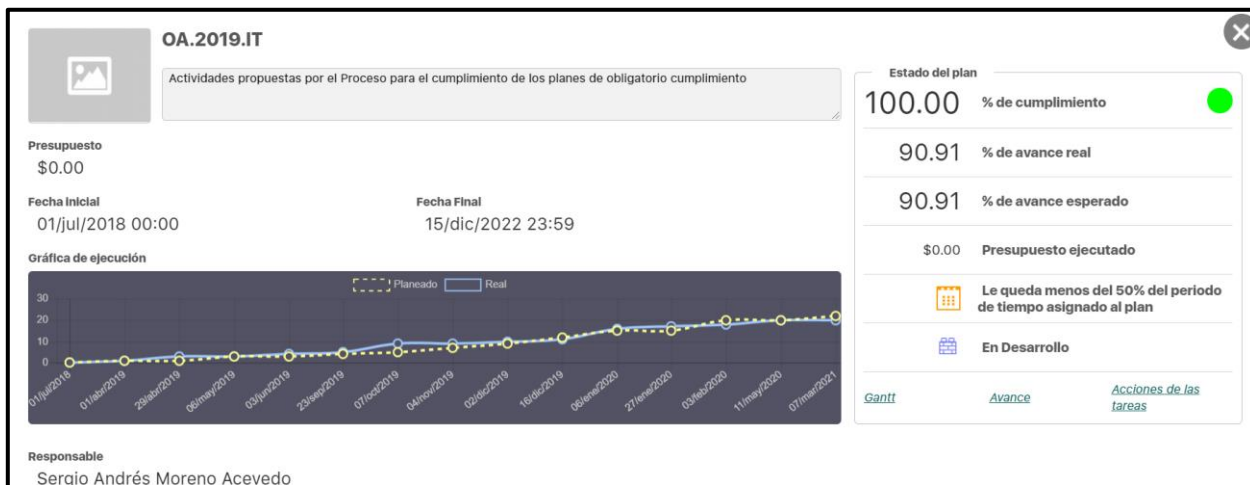 OA.2019.IT
Actividades propuestas por el Proceso para el cumplimiento de los planes de obligatorio cumplimiento
Presupuesto
$0.00
Fecha inicial
01/jul/2018 00:00
Fecha Final
15/dic/2022 23:59
Gráfica de ejecución
Planeado
Real
30
20
10
0
01/jul/2018
01/abr/2019
29/abr/2019
06/may/2019
03/jun/2019
23/sep/2019
07/oct/2019
04/nov/2019
02/dic/2019
16/dic/2019
06/ene/2020
27/ene/2020
03/feb/2020
11/may/2020
07/mar/2021
Responsable
Sergio Andrés Moreno Acevedo
Estado del plan
100.00 % de cumplimiento
90.91 % de avance real
90.91 % de avance esperado
$0.00 Presupuesto ejecutado
Le queda menos del 50% del periodo
de tiempo asignado al plan
En Desarrollo
Gantt
Avance
Acciones de las
tareas